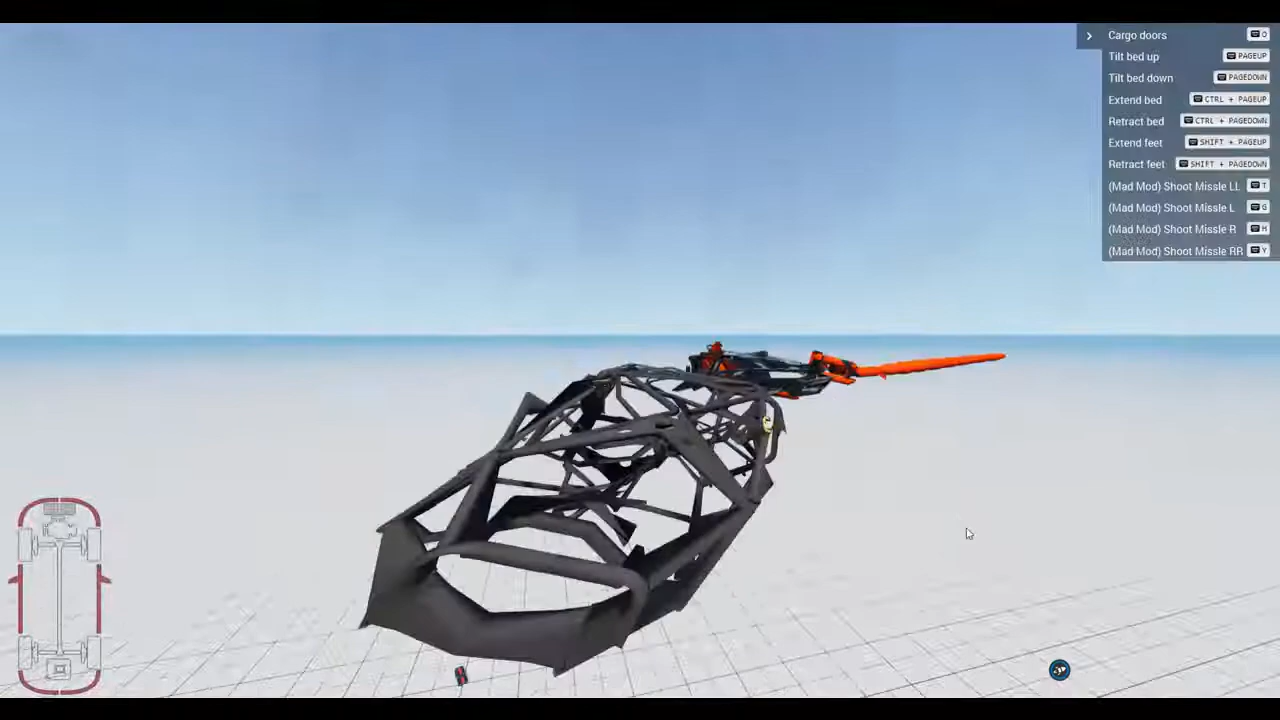 Cargo doors O
Tilt bed up PAGEUP
Tilt bed down PAGEDOWN
Extend bed CTRL + PAGEUP
Retract bed CTRL + PAGEDOWN
Extend feet SHIFT + PAGEUP
Retract feet SHIFT + PAGEDOWN
(Mad Mod) Shoot Missle LL T
(Mad Mod) Shoot Missle L G
(Mad Mod) Shoot Missle R H
(Mad Mod) Shoot Missle RR Y